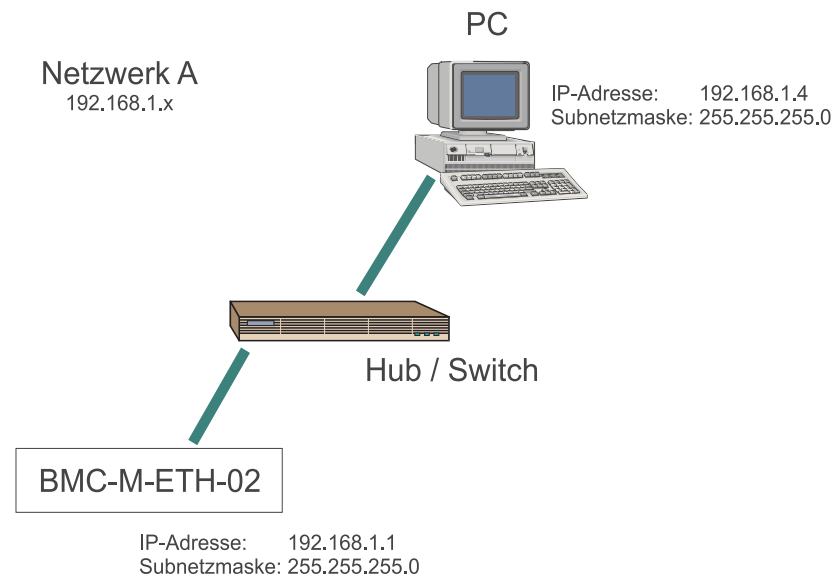 PC
Netzwerk A
192.168.1.x
IP-Adresse: 192.168.1.4
Subnetzmaske: 255.255.255.0
Hub / Switch
BMC-M-ETH-02
IP-Adresse: 192.168.1.1
Subnetzmaske: 255.255.255.0